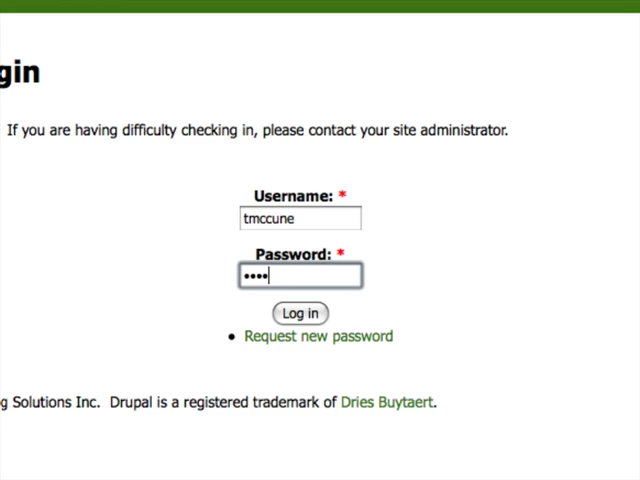 gin
If you are having difficulty checking in, please contact your site administrator.
Username: *
tmccune
Password: *
••••
Log in
• Request new password
g Solutions Inc. Drupal is a registered trademark of Dries Buytaert.